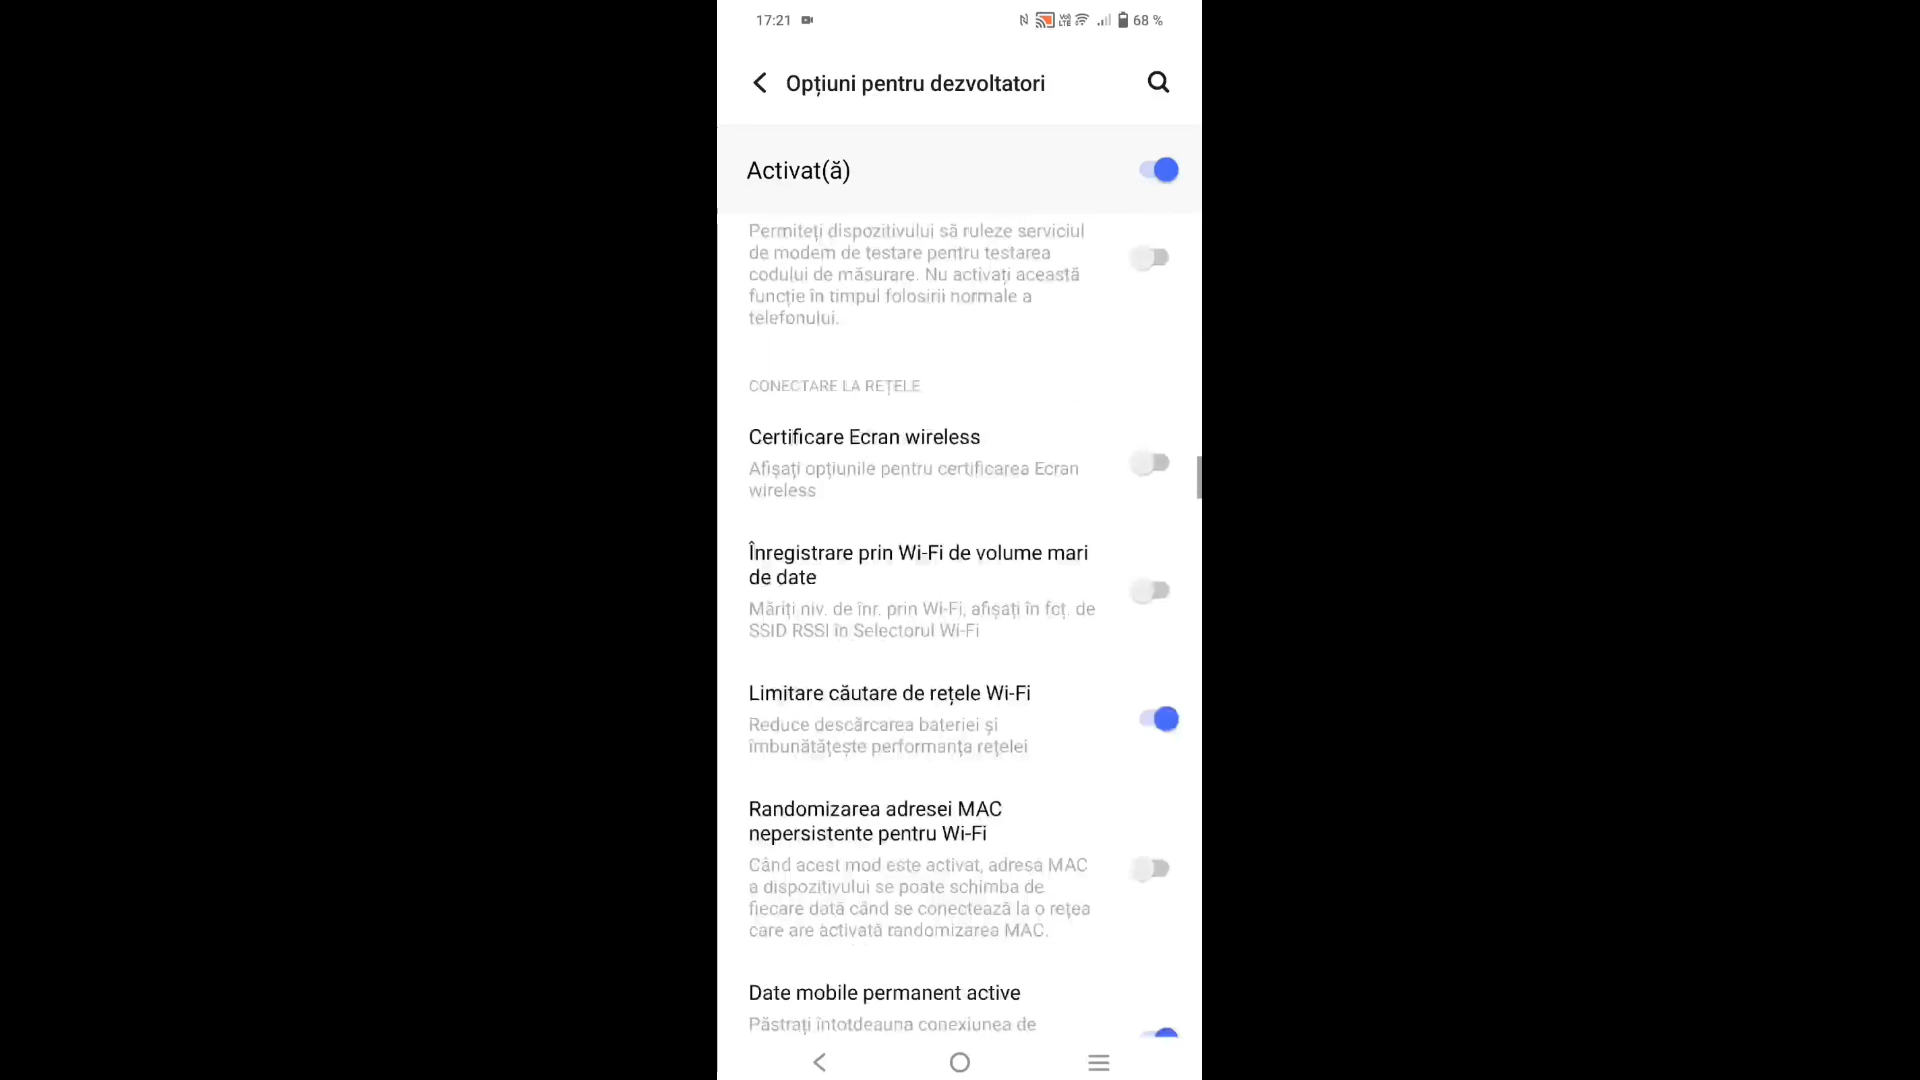 17:21
68 %
Opțiuni pentru dezvoltatori
Activat(ă)
Permiteți dispozitivului să ruleze serviciul
de modem de testare pentru testarea
codului de măsurare. Nu activați această
funcție în timpul folosirii normale a
telefonului.
CONECTARE LA REȚELE
Certificare Ecran wireless
Afișați opțiunile pentru certificarea Ecran
wireless
Înregistrare prin Wi-Fi de volume mari
de date
Măriți niv. de înr. prin Wi-Fi, afișați în fcț. de
SSID RSSI în Selectorul Wi-Fi
Limitare căutare de rețele Wi-Fi
Reduce descărcarea bateriei și
îmbunătățește performanța rețelei
Randomizarea adresei MAC
nepersistente pentru Wi-Fi
Când acest mod este activat, adresa MAC
a dispozitivului se poate schimba de
fiecare dată când se conectează la o rețea
care are activată randomizarea MAC.
Date mobile permanent active
Păstrați întotdeauna conexiunea de